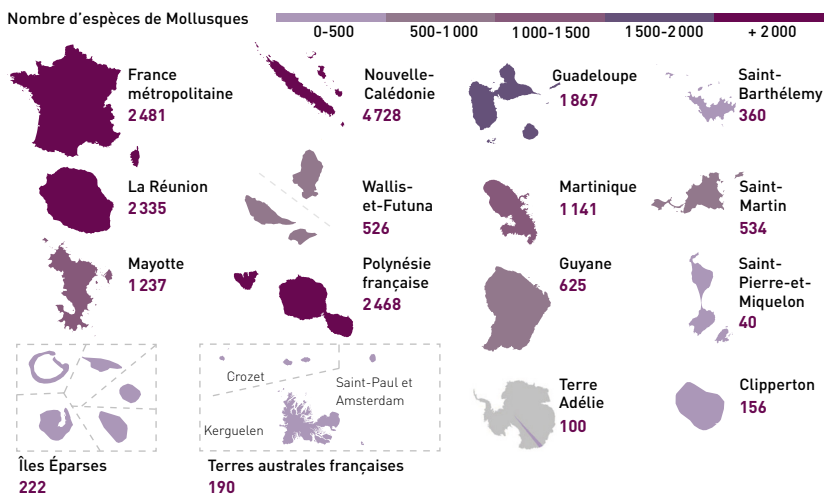 Nombre d'espèces de Mollusques
0-500
500-1 000
1 000-1 500
1500-2 000
+ 2 000
France
métropolitaine
2 481
Nouvelle-
Calédonie
4 728
Guadeloupe
1 867
Saint-
Barthélemy
360
La Réunion
2 335
Wallis-
et-Futuna
526
Martinique
1 141
Saint-
Martin
534
Mayotte
1 237
Polynésie
française
2 468
Guyane
625
Saint-
Pierre-et-
Miquelon
40
Crozet
Saint-Paul et
Amsterdam
Kerguelen
Îles Éparses
222
Terres australes françaises
190
Terre
Adélie
100
Clipperton
156